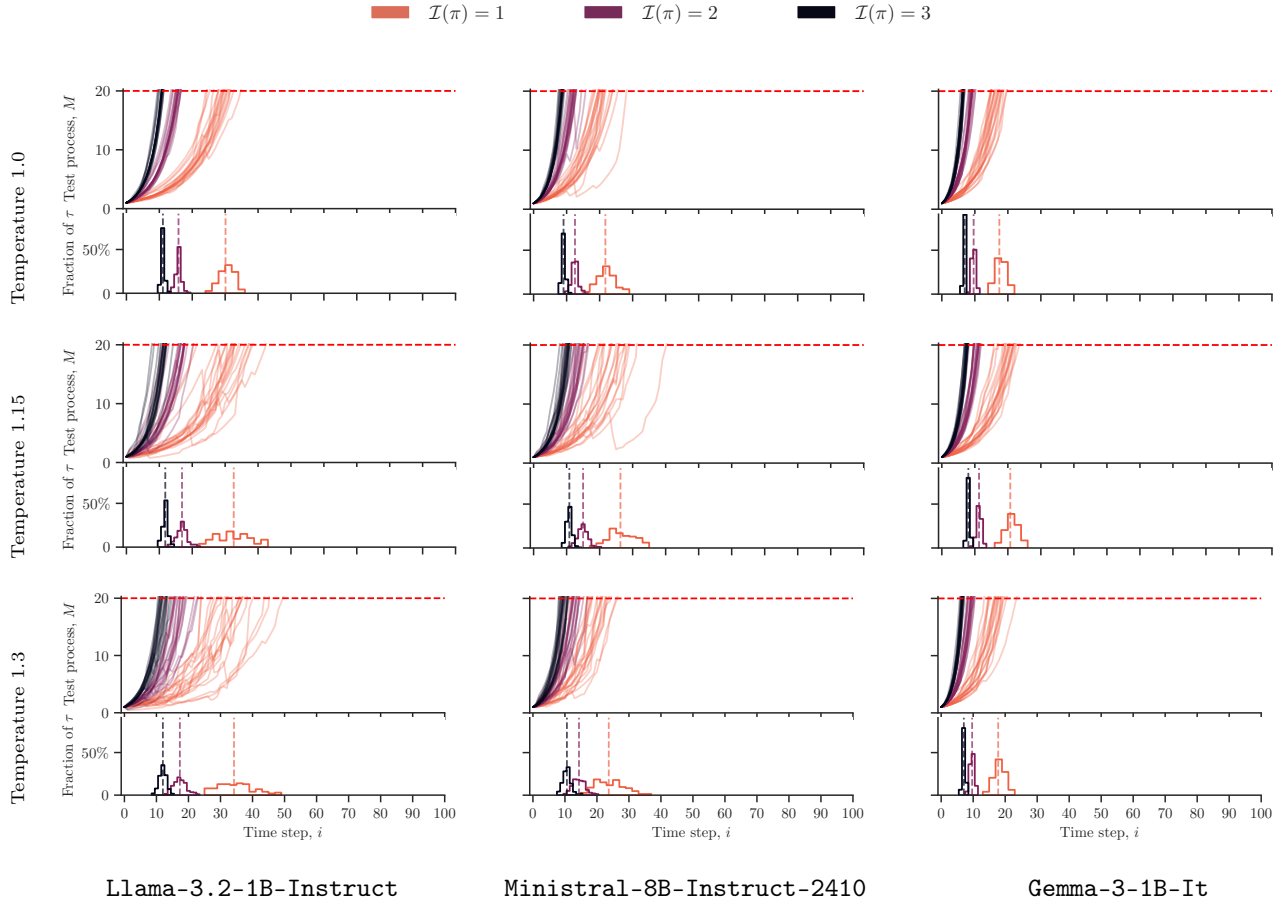 I(π) = 1 I(π) = 2 I(π) = 3
Temperature 1.0
Test process, M
20
10
0
Fraction of τ
50%
0
Temperature 1.15
Test process, M
20
10
0
Fraction of τ
50%
0
Temperature 1.3
Test process, M
20
10
0
Fraction of τ
50%
0
0 10 20 30 40 50 60 70 80 90 100
Time step, i
0 10 20 30 40 50 60 70 80 90 100
Time step, i
0 10 20 30 40 50 60 70 80 90 100
Time step, i
Llama-3.2-1B-Instruct
Ministral-8B-Instruct-2410
Gemma-3-1B-It